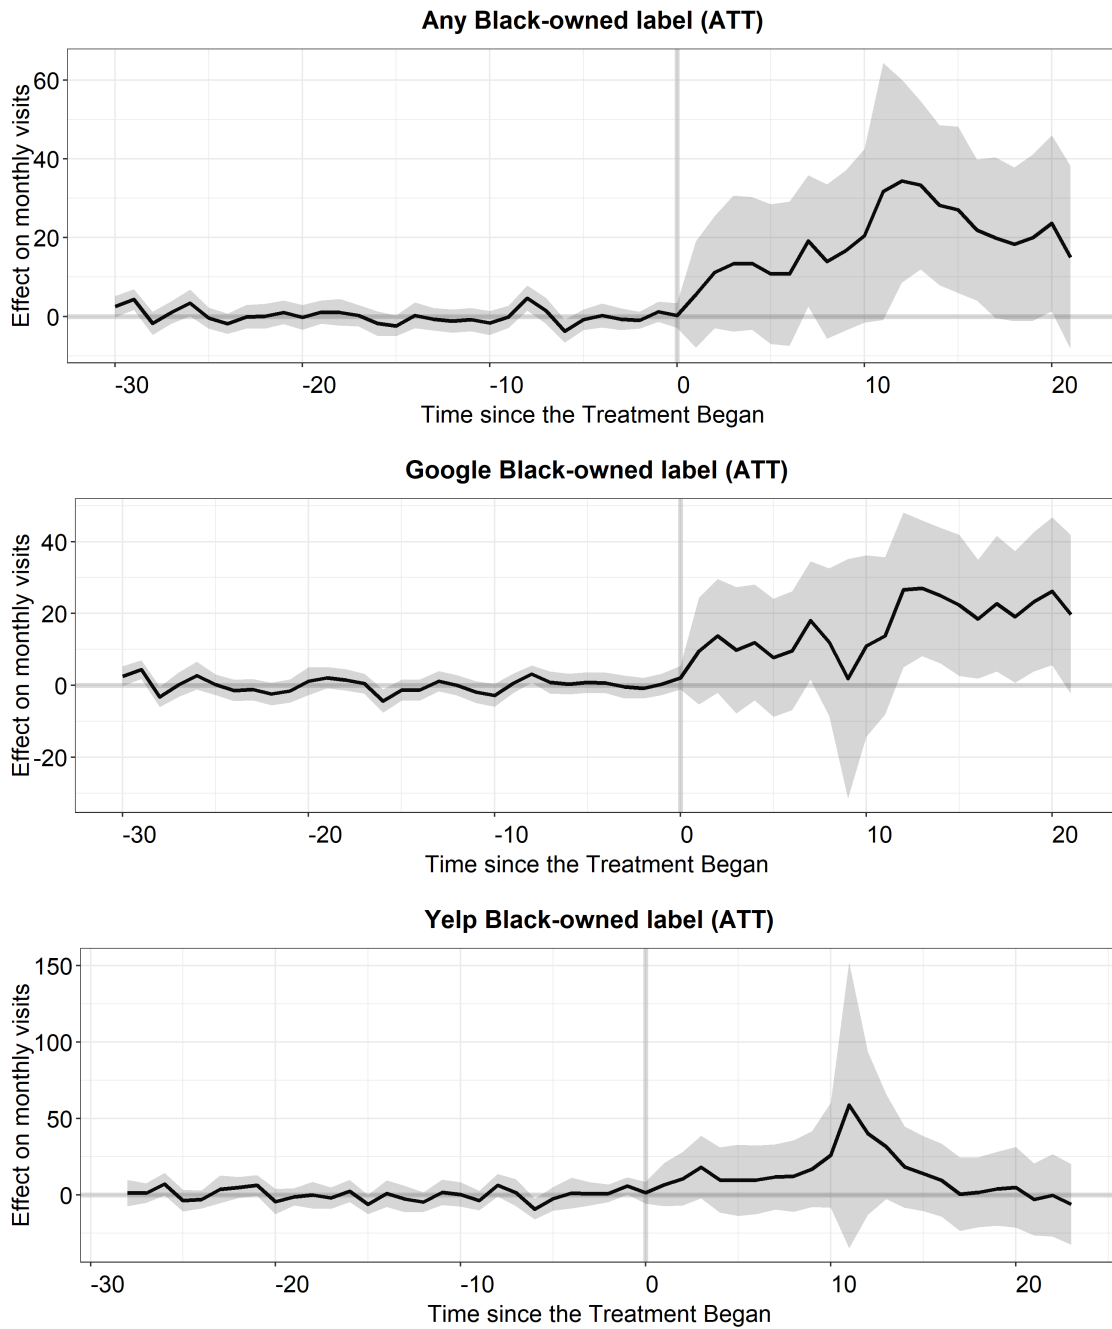 Any Black-owned label (ATT)
Effect on monthly visits
60
40
20
0
-30 -20 -10 0 10 20
Time since the Treatment Began
Google Black-owned label (ATT)
Effect on monthly visits
40
20
0
-20
-30 -20 -10 0 10 20
Time since the Treatment Began
Yelp Black-owned label (ATT)
Effect on monthly visits
150
100
50
0
-30 -20 -10 0 10 20
Time since the Treatment Began